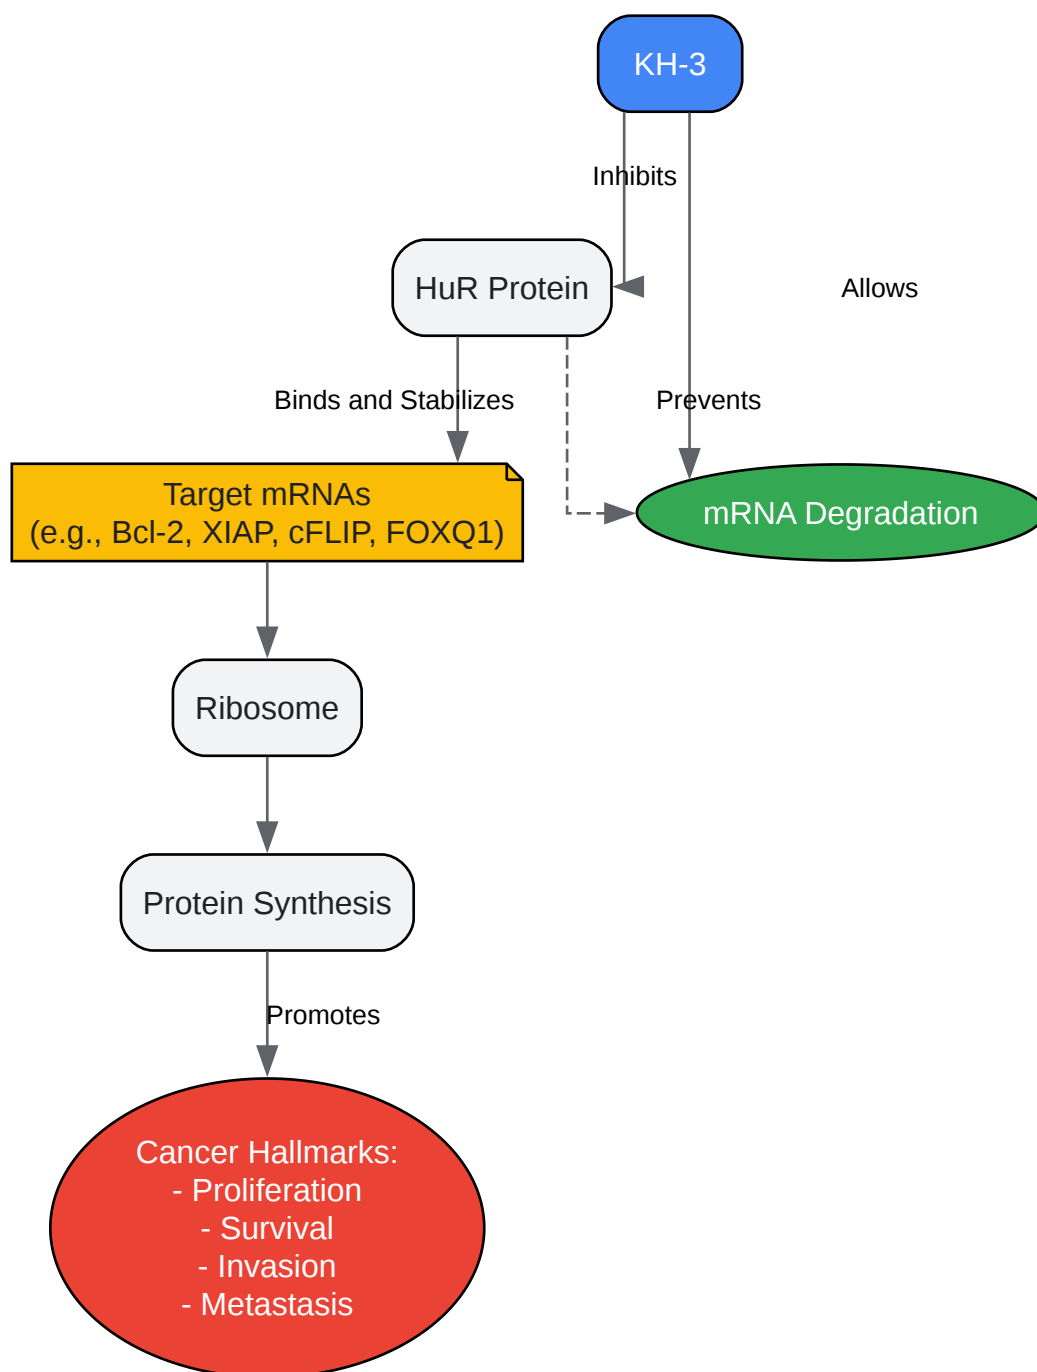 KH-3
Inhibits
HuR Protein
Allows
Binds and Stabilizes
Prevents
Target mRNAs
(e.g., Bcl-2, XIAP, cFLIP, FOXQ1)
mRNA Degradation
Ribosome
Protein Synthesis
Promotes
Cancer Hallmarks:
- Proliferation
- Survival
- Invasion
- Metastasis